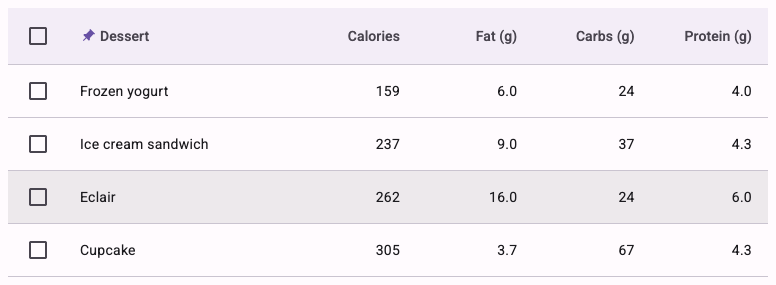 Dessert Calories Fat (g) Carbs (g) Protein (g)
Frozen yogurt 159 6.0 24 4.0
Ice cream sandwich 237 9.0 37 4.3
Eclair 262 16.0 24 6.0
Cupcake 305 3.7 67 4.3